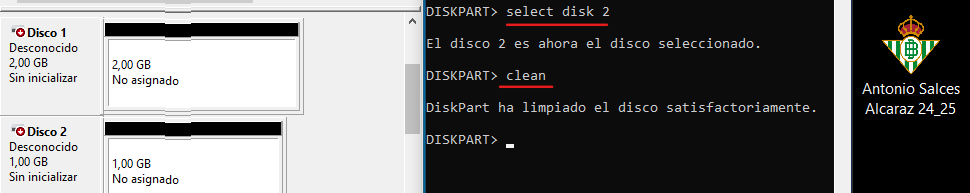 Disco 1
Desconocido
2,00 GB
Sin inicializar
2,00 GB
No asignado
Disco 2
Desconocido
1,00 GB
Sin inicializar
1,00 GB
No asignado
DISKPART> select disk 2
El disco 2 es ahora el disco seleccionado.
DISKPART> clean
DiskPart ha limpiado el disco satisfactoriamente.
DISKPART>
Antonio Salces
Alcaraz 24_25